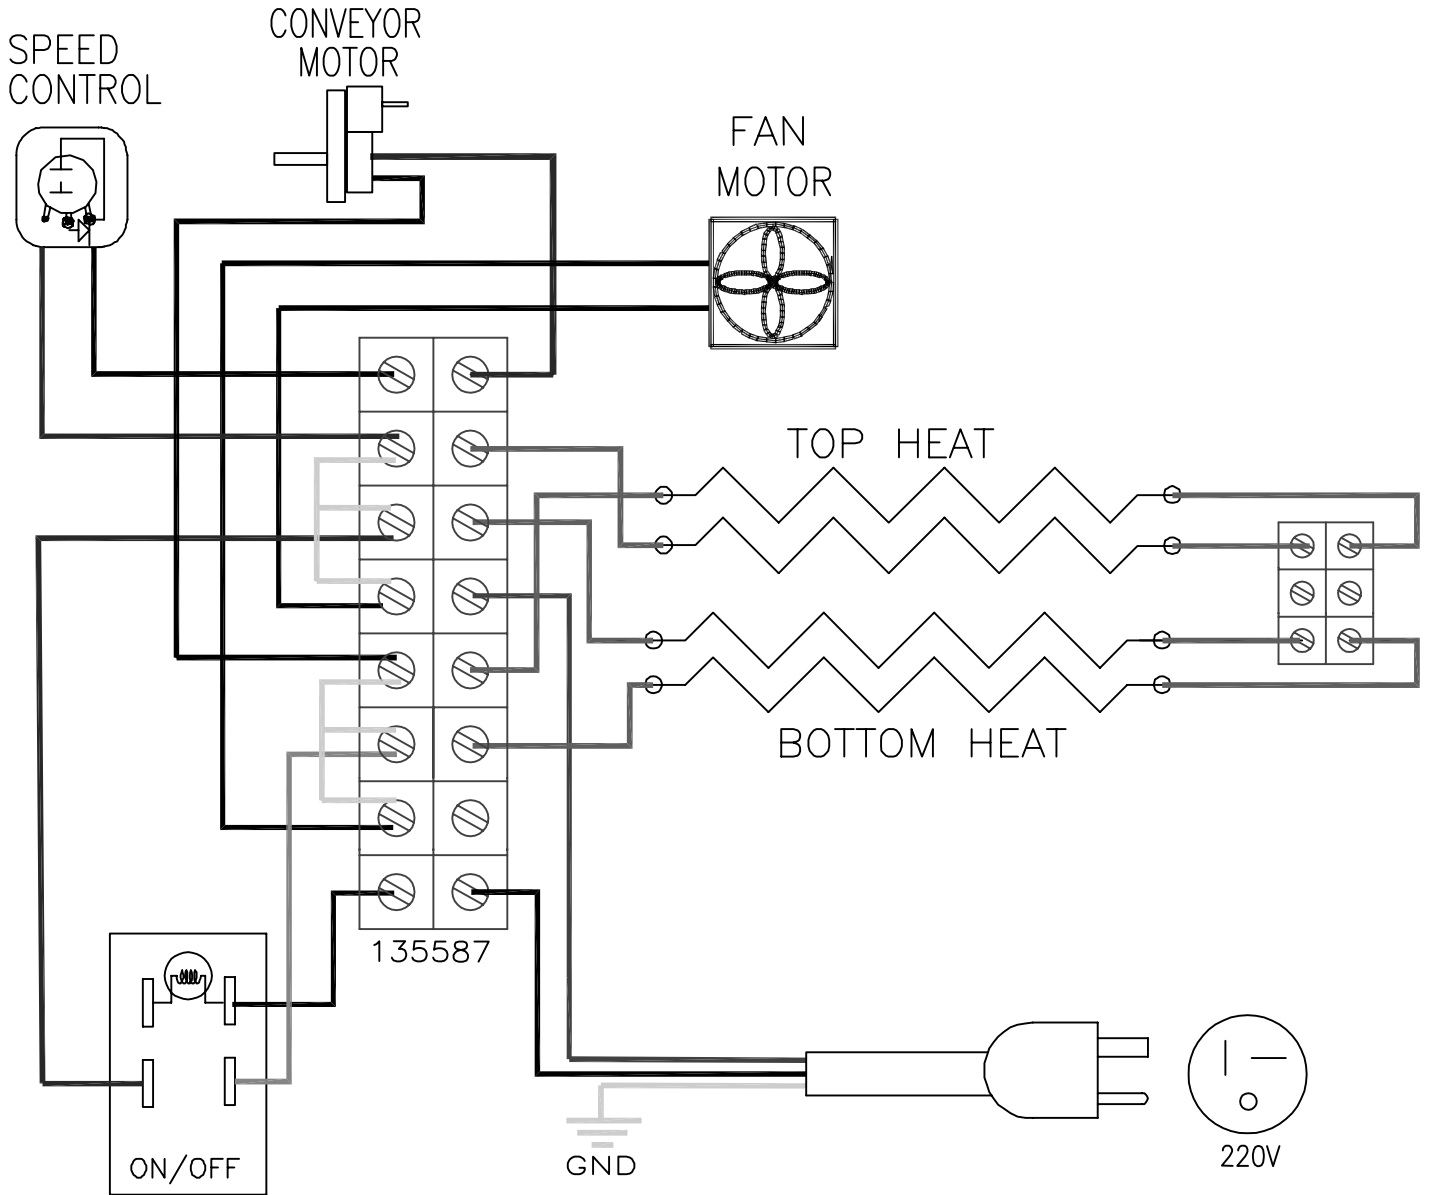 CONVEYOR
MOTOR
SPEED
CONTROL
FAN
MOTOR
TOP HEAT
BOTTOM HEAT
135587
ON/OFF
GND
220V